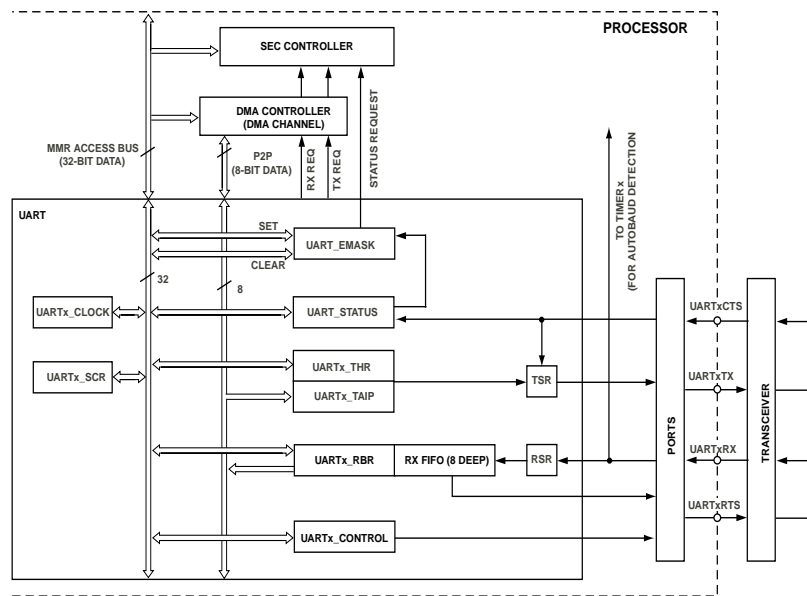 PROCESSOR
SEC CONTROLLER
DMA CONTROLLER
(DMA CHANNEL)
MMR ACCESS BUS
(32-BIT DATA)
P2P
(8-BIT DATA)
RX REQ
TX REQ
STATUS REQUEST
TO TIMERx
(FOR AUTOBAUD DETECTION)
UART
SET
UART_EMASK
CLEAR
32
8
UARTx_CLOCK
UART_STATUS
UARTxCTS
UARTx_SCR
UARTx_THR
UARTx_TAIP
TSR
UARTxTX
PORTS
TRANSCEIVER
UARTx_RBR
RX FIFO (8 DEEP)
RSR
UARTxRX
UARTxRTS
UARTx_CONTROL